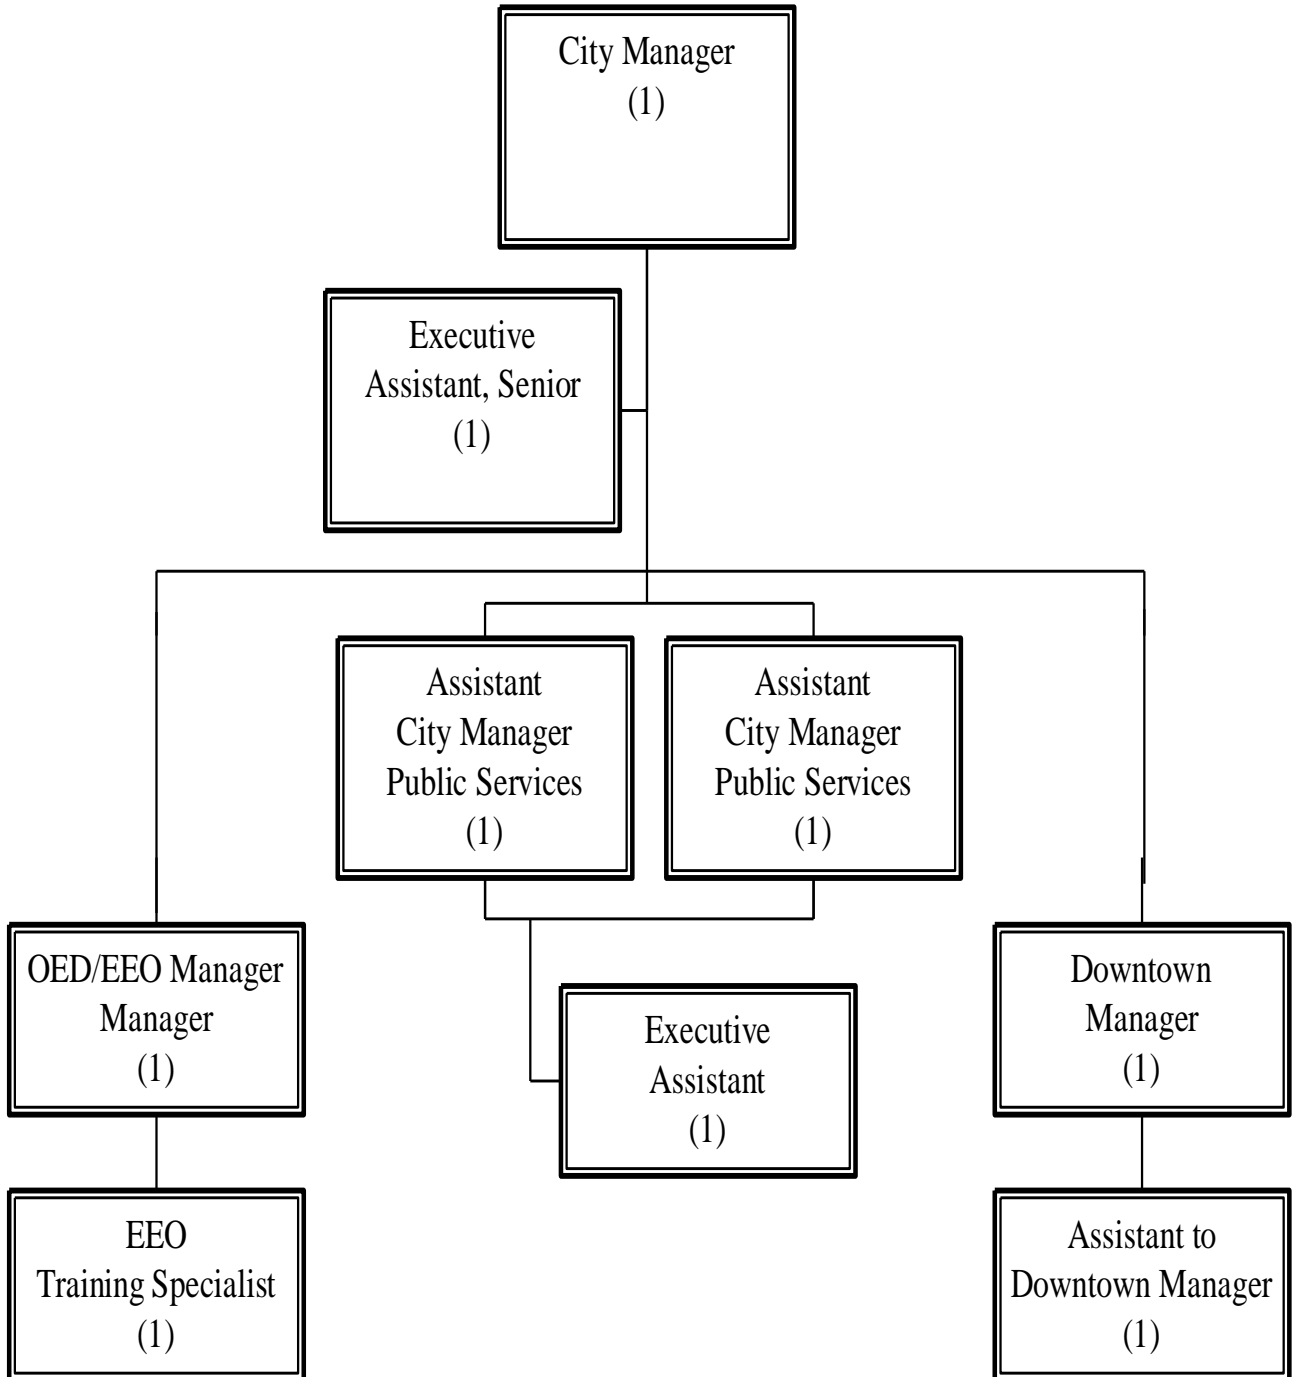 City Manager
(1)
Executive
Assistant, Senior
(1)
Assistant
City Manager
Public Services
(1)
Assistant
City Manager
Public Services
(1)
OED/EEO Manager
Manager
(1)
Executive
Assistant
(1)
Downtown
Manager
(1)
EEO
Training Specialist
(1)
Assistant to
Downtown Manager
(1)